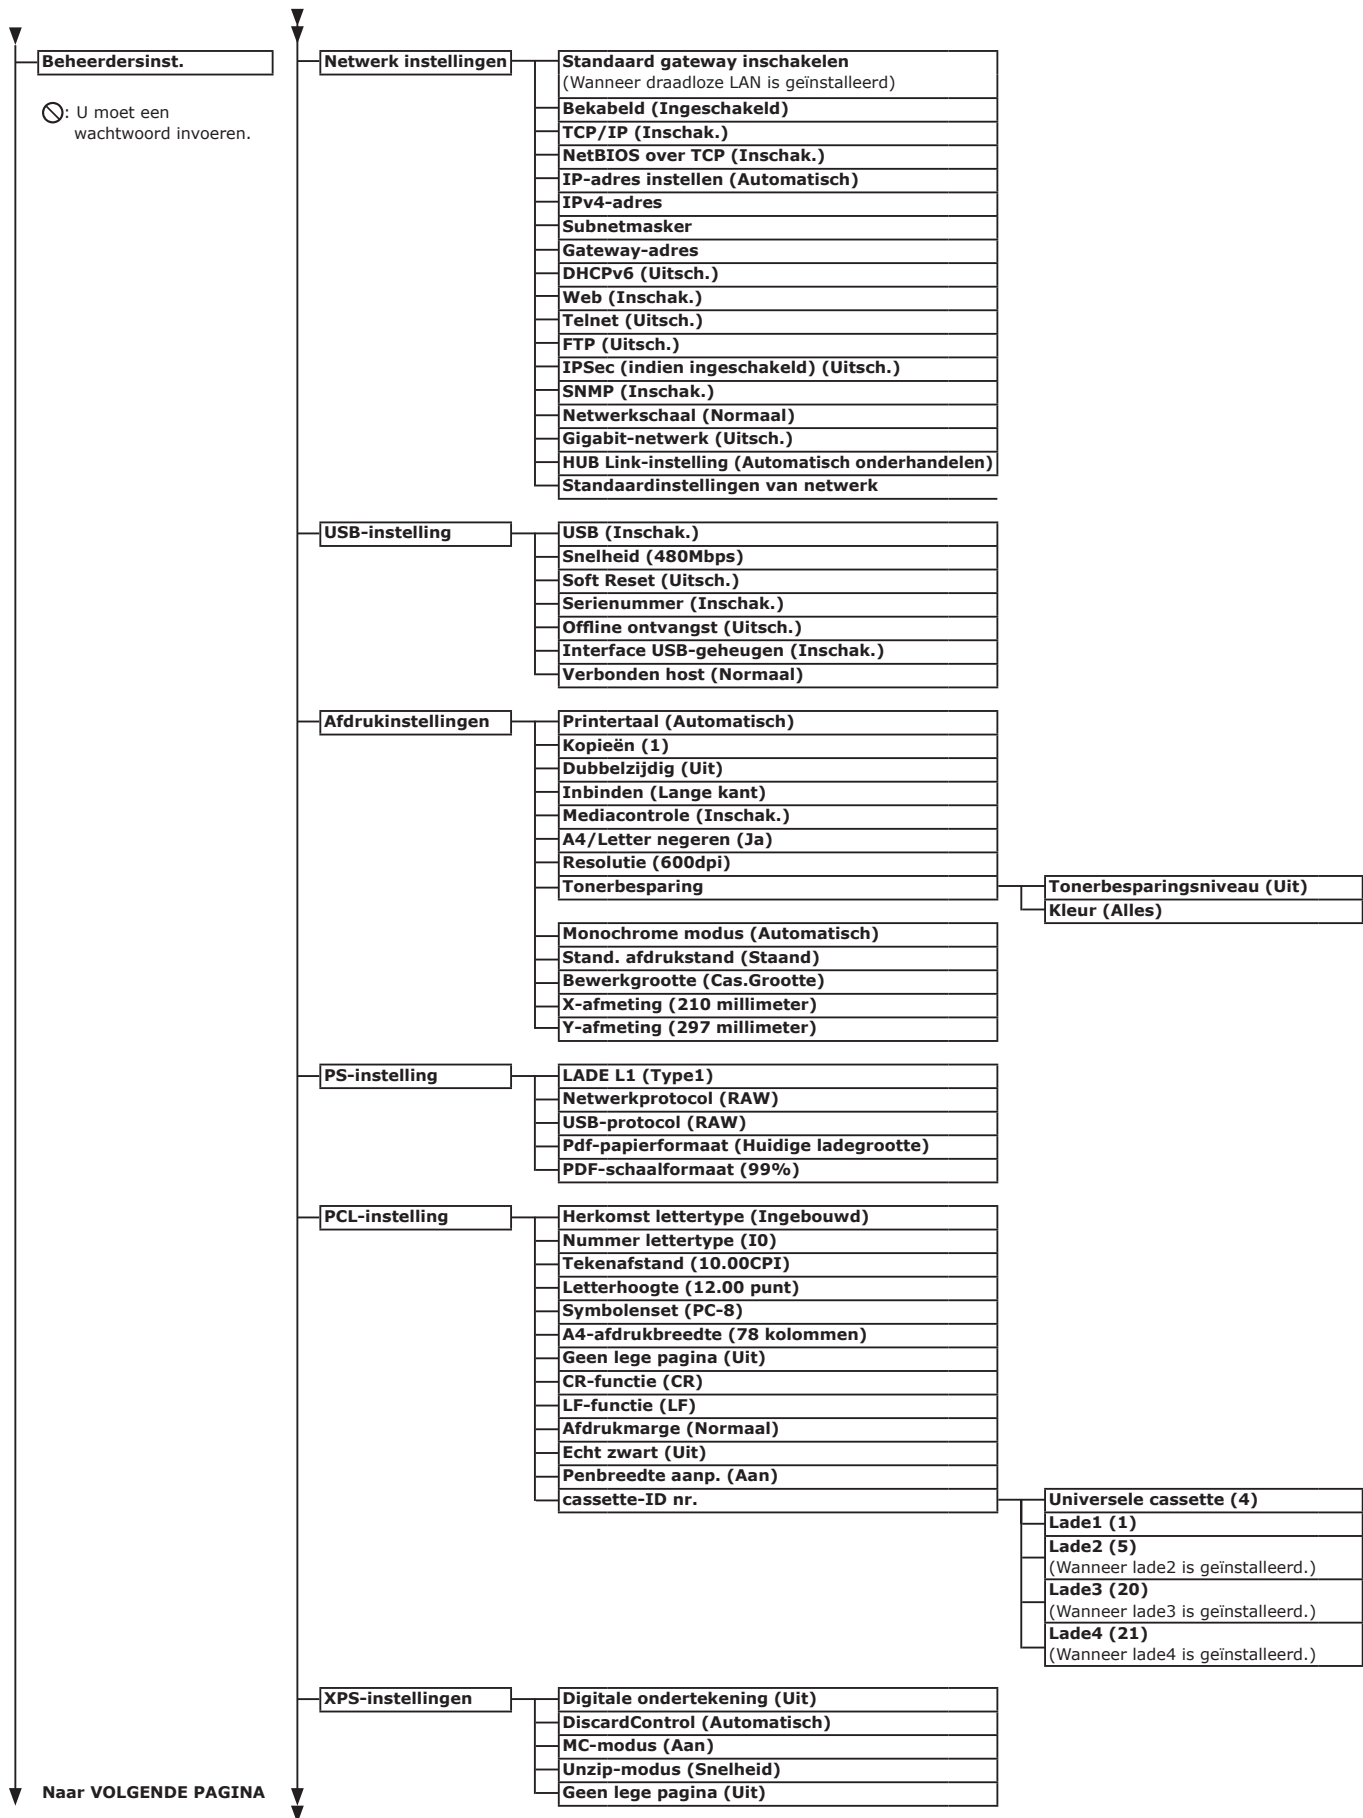 Behedersinst.
: U moet een
wachtwoord invoeren.
Netwerk instellingen
Standaard gateway inschakelen
(Wanneer draadloze LAN is geïnstalleerd)
Bekabeld (Ingeschakeld)
TCP/IP (Inschak.)
NetBIOS over TCP (Inschak.)
IP-adres instellen (Automatisch)
IPv4-adres
Subnetmasker
Gateway-adres
DHCPv6 (Uitsch.)
Web (Inschak.)
Telnet (Uitsch.)
FTP (Uitsch.)
IPSec (indien ingeschakeld) (Uitsch.)
SNMP (Inschak.)
Netwerkschaal (Normaal)
Gigabit-netwerk (Uitsch.)
HUB Link-instelling (Automatisch onderhandelen)
Standaardinstellingen van netwerk
USB-instelling
USB (Inschak.)
Snelheid (480Mbps)
Soft Reset (Uitsch.)
Serienummer (Inschak.)
Offline ontvangst (Uitsch.)
Interface USB-geheugen (Inschak.)
Verbonden host (Normaal)
Afdrukinstellingen
Printertaal (Automatisch)
Kopieën (1)
Dubbelzijdig (Uit)
Inbinden (Lange kant)
Mediacontrole (Inschak.)
A4/Letter negeren (Ja)
Resolutie (600dpi)
Tonerbesparing
Tonerbesparingsniveau (Uit)
Kleur (Alles)
Monochrome modus (Automatisch)
Stand. afdrukstand (Staand)
Bewerkgrootte (Cas.Grootte)
X-afmeting (210 millimeter)
Y-afmeting (297 millimeter)
PS-instelling
LADE L1 (Type1)
Netwerkprotocol (RAW)
USB-protocol (RAW)
Pdf-papierformaat (Huidige ladegrootte)
PDF-schaalformaat (99%)
PCL-instelling
Herkomst lettertype (Ingebouwd)
Nummer lettertype (I0)
Tekenafstand (10.00CPI)
Letterhoogte (12.00 punt)
Symbolenset (PC-8)
A4-afdrukbreedte (78 kolommen)
Geen lege pagina (Uit)
CR-functie (CR)
LF-functie (LF)
Afdrukmarge (Normaal)
Echt zwart (Uit)
Penbreedte aanp. (Aan)
cassette-ID nr.
Universele cassette (4)
Lade1 (1)
Lade2 (5)
(Wanneer lade2 is geïnstalleerd.)
Lade3 (20)
(Wanneer lade3 is geïnstalleerd.)
Lade4 (21)
(Wanneer lade4 is geïnstalleerd.)
XPS-instellingen
Digitale ondertekening (Uit)
DiscardControl (Automatisch)
MC-modus (Aan)
Unzip-modus (Snelheid)
Geen lege pagina (Uit)
Naar VOLGENDE PAGINA